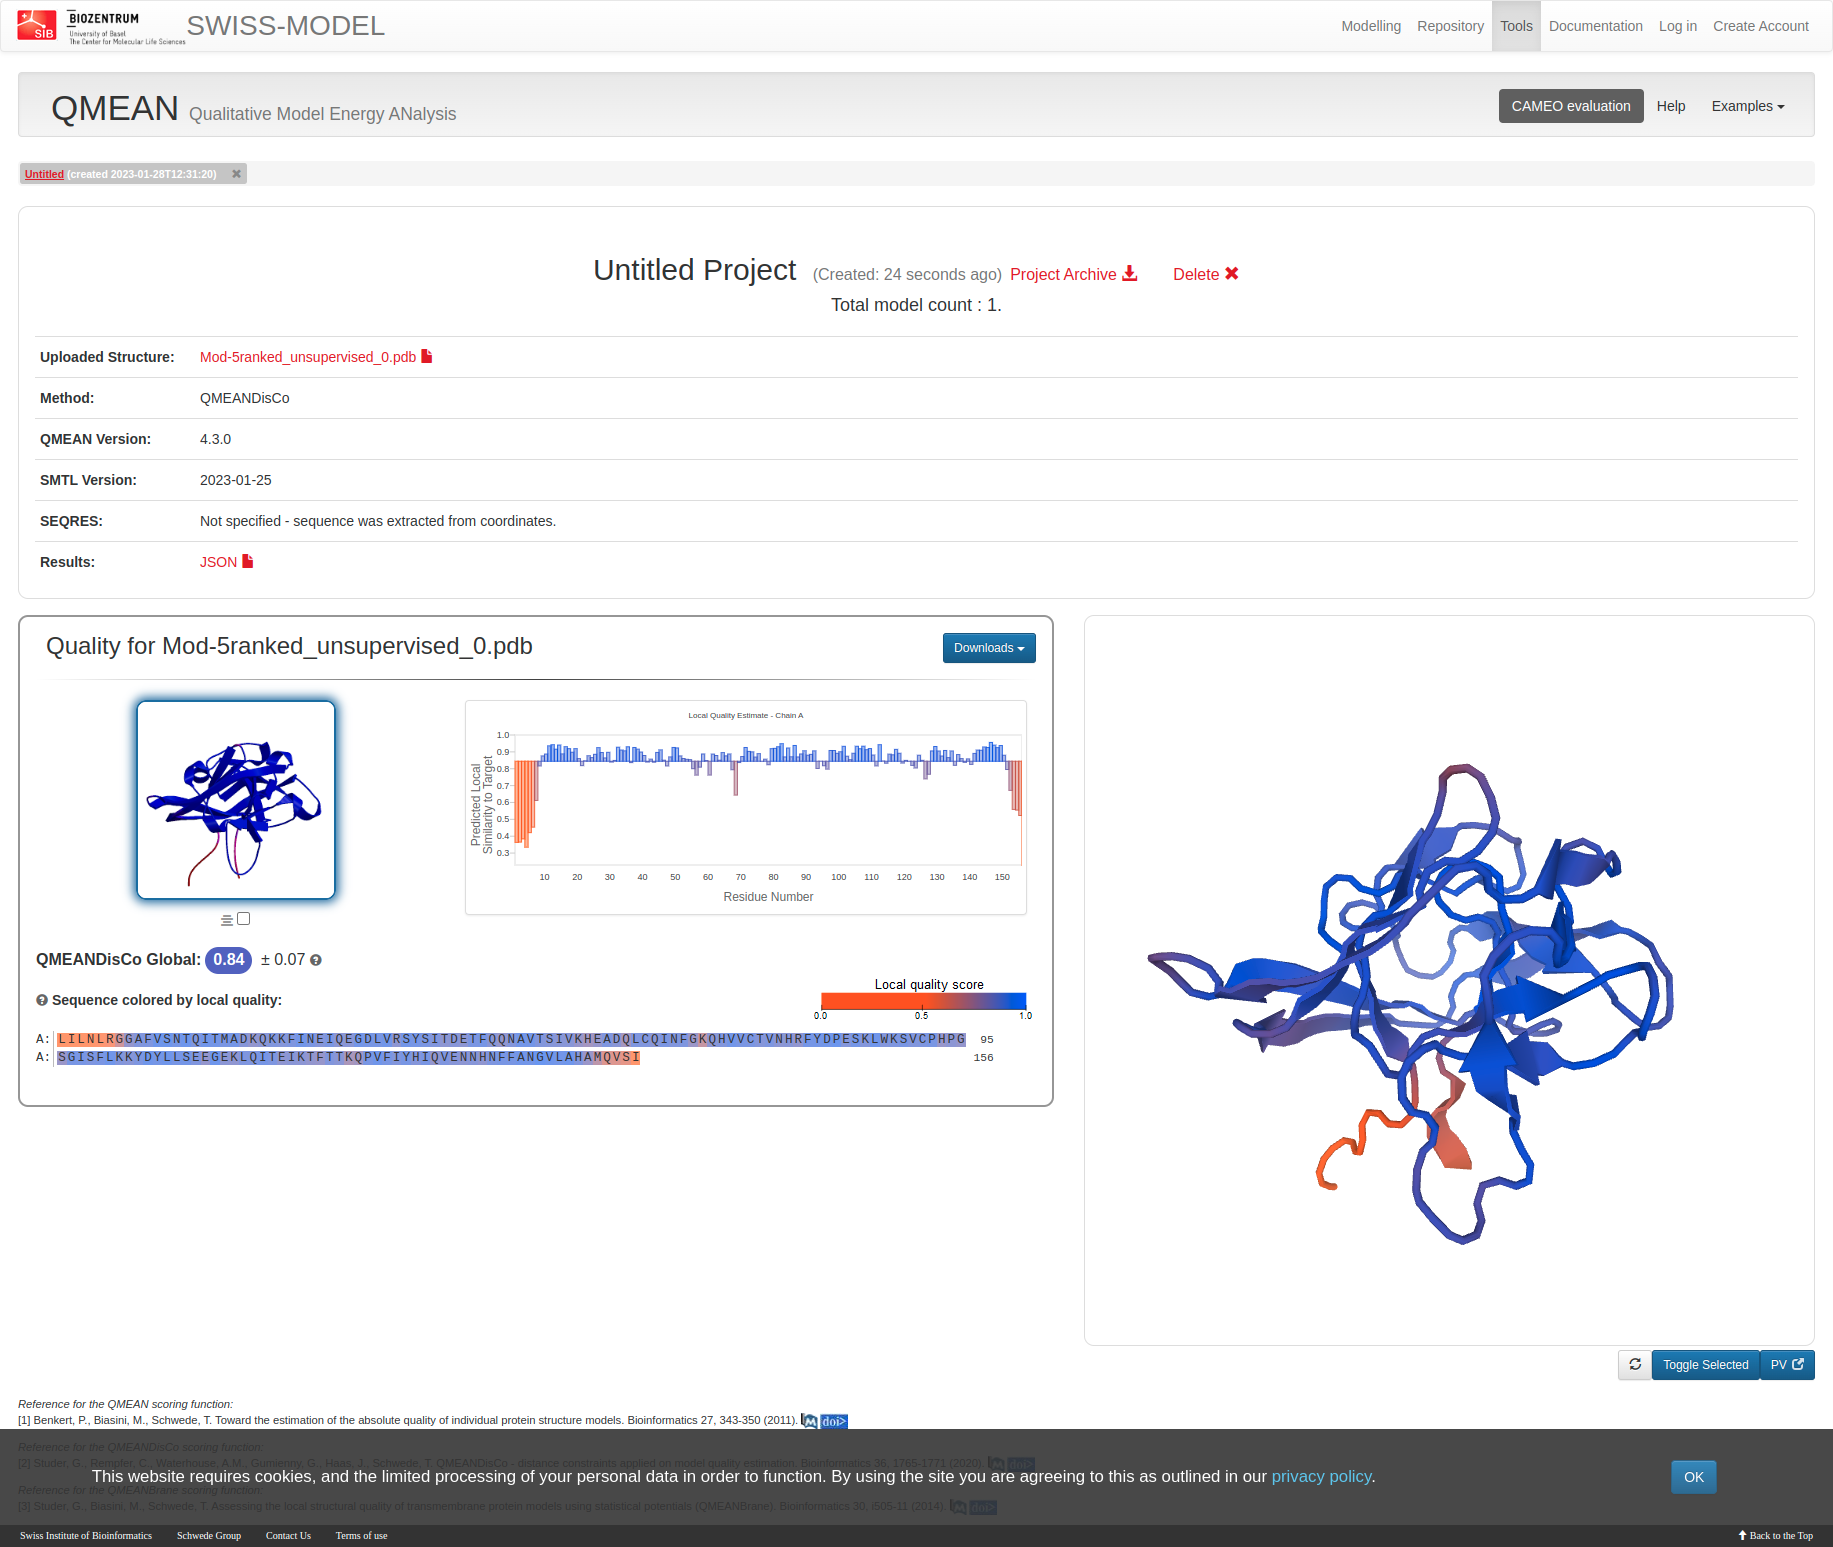 SIB
BIOZENTRUM
University of Basel
The Center for Molecular Life Sciences
SWISS-MODEL
Modelling Repository Tools Documentation Log in Create Account
QMEAN Qualitative Model Energy ANalysis
CAMEO evaluation Help Examples
Untitled (created 2023-01-28T12:31:20) ✖
Untitled Project (Created: 24 seconds ago) Project Archive Delete ✖
Total model count : 1.
Uploaded Structure: Mod-5ranked_unsupervised_0.pdb
Method: QMEANDisCo
QMEAN Version: 4.3.0
SMTL Version: 2023-01-25
SEQRES: Not specified - sequence was extracted from coordinates.
Results: JSON
Quality for Mod-5ranked_unsupervised_0.pdb
Downloads
Local Quality Estimate - Chain A
Predicted Local
Similarity to Target
1.0
0.9
0.8
0.7
0.6
0.5
0.4
0.3
10 20 30 40 50 60 70 80 90 100 110 120 130 140 150
Residue Number
QMEANDisCo Global: 0.84 ± 0.07
Sequence colored by local quality:
Local quality score
0.0 0.5 1.0
A: LILNLRGGAFVSNTQITMADKQKKFINEIQEGDLVRSYSITDETFQQNAVTSIVKHEADQLCQINFGKQHVVCTVNHRFYDPESKLWKSVCPHPG 95
A: SGISFLKKYDYLLSEEGEKLQITEIKTFTTKQPVFIYHIQVENNHNFFANGVLAHAMQVSI 156
Toggle Selected PV
Reference for the QMEAN scoring function:
[1] Benkert, P., Biasini, M., Schwede, T. Toward the estimation of the absolute quality of individual protein structure models. Bioinformatics 27, 343-350 (2011). M doi>
Reference for the QMEANDisCo scoring function:
[2] Studer, G., Rempfer, C., Waterhouse, A.M., Gumienny, G., Haas, J., Schwede, T. QMEANDisCo - distance constraints applied on model quality estimation. Bioinformatics 36, 1765-1771 (2020). M doi>
This website requires cookies, and the limited processing of your personal data in order to function. By using the site you are agreeing to this as outlined in our privacy policy. OK
Reference for the QMEANBrane scoring function:
[3] Studer, G., Biasini, M., Schwede, T. Assessing the local structural quality of transmembrane protein models using statistical potentials (QMEANBrane). Bioinformatics 30, i505-11 (2014). M doi>
Swiss Institute of Bioinformatics Schwede Group Contact Us Terms of use Back to the Top